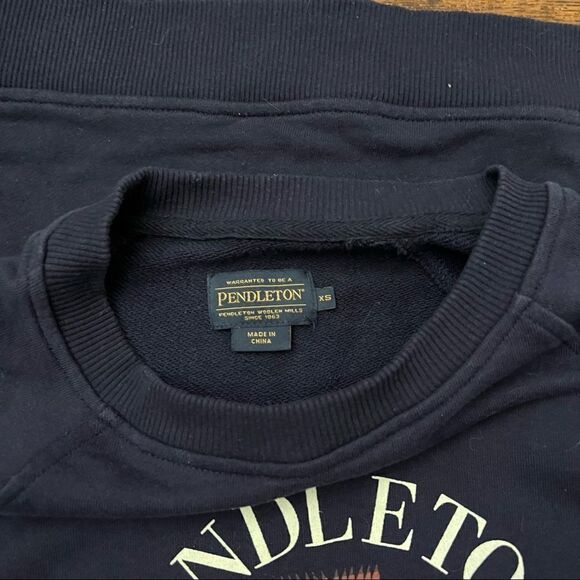 WARRANTED TO BE A
PENDLETON®
PENDLETON WOOLEN MILLS
SINCE 1863
XS
MADE IN
CHINA
NDLETO